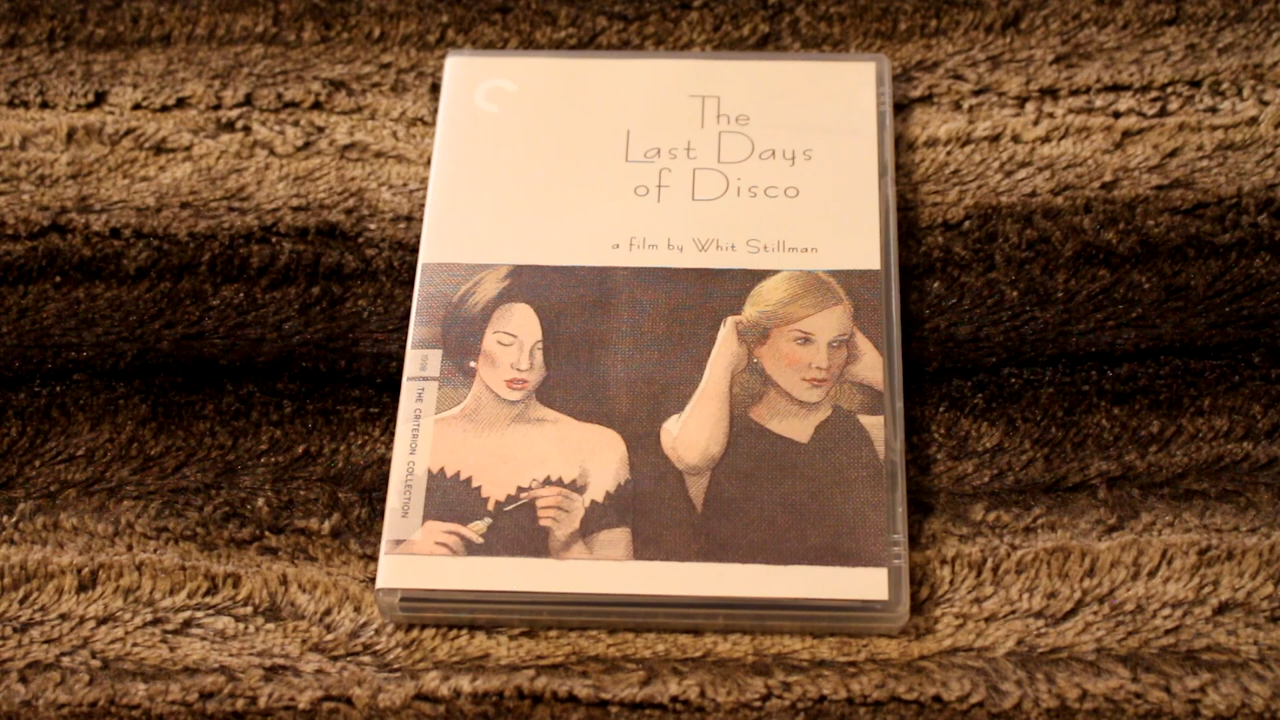 The
Last Days
of Disco
a film by Whit Stillman
1998
THE CRITERION COLLECTION